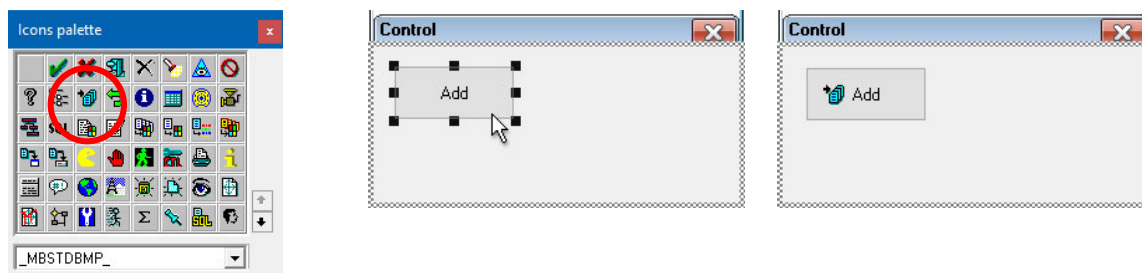 Icons palette
SQL
SQL
_MBSTDBMP_
Control
Add
Control
Add